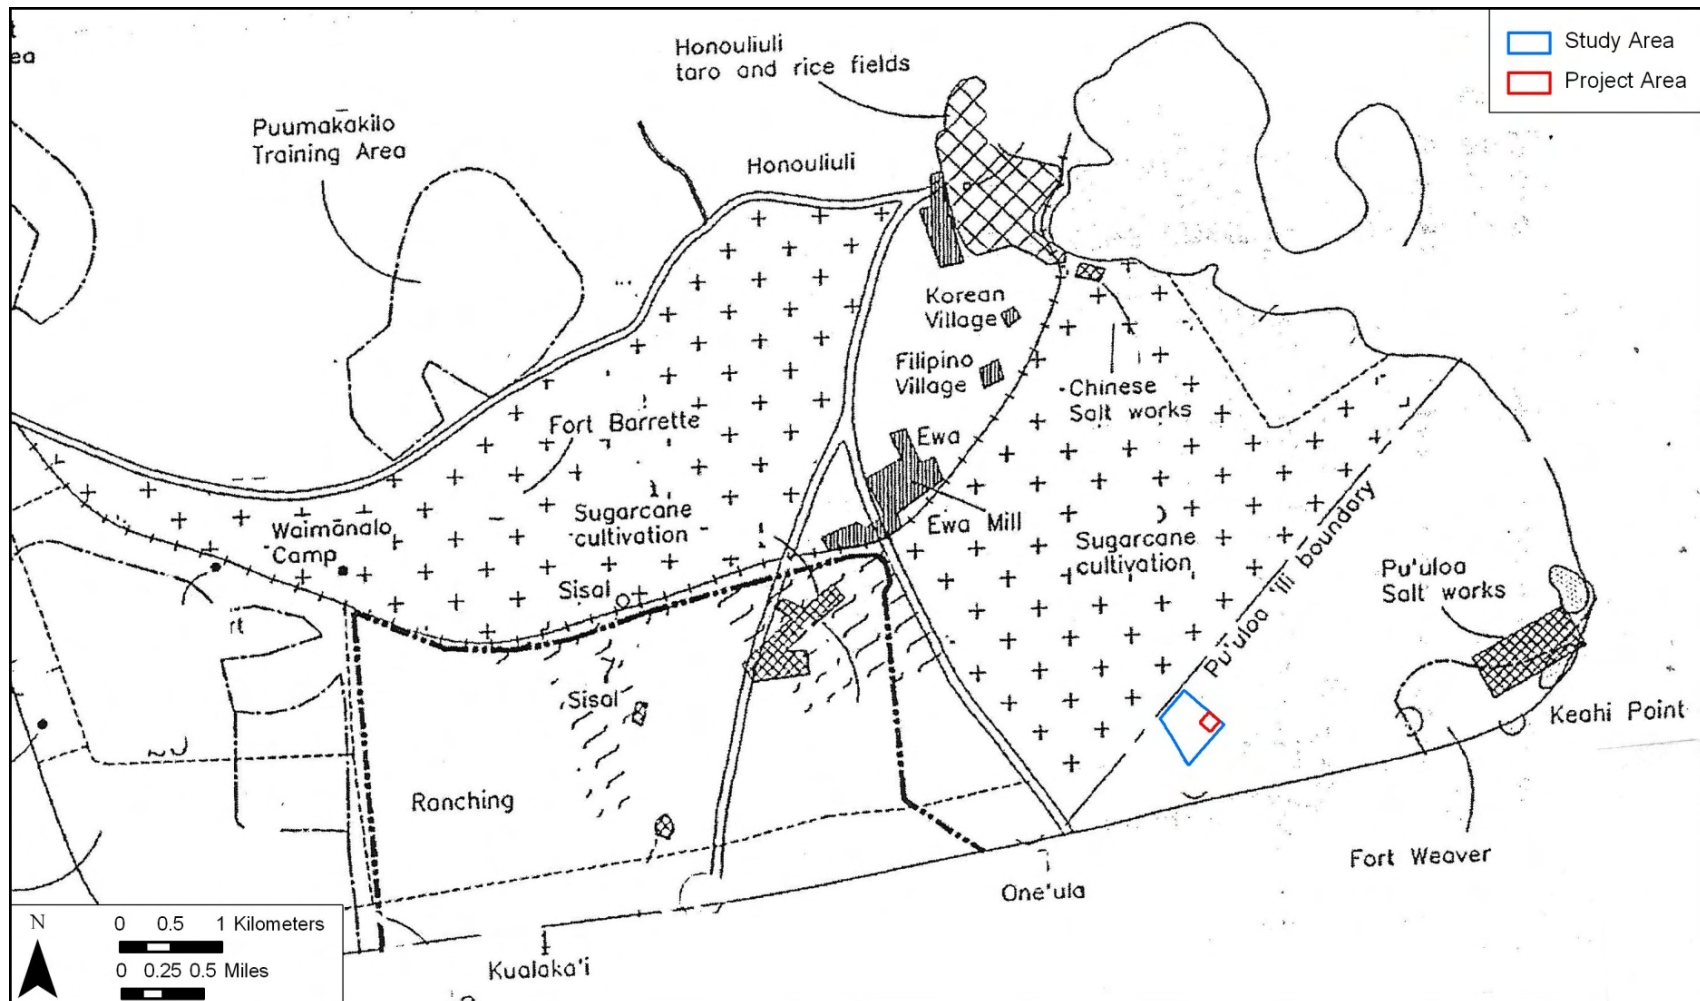 ea
Honouliuli
taro and rice fields
Study Area
Project Area
Puumakakilo
Training Area
Honouliuli
Korean
Village
Filipino
Village
Chinese
Salt works
Fort Barrette
Ewa
Ewa Mill
Waimānalo
Camp
Sugarcane
cultivation
Sugarcane
cultivation
Pu'uloa 'Ili boundary
Pu'uloa
Salt works
Sisal
Sisal
rt
Keahi Point
Ranching
Fort Weaver
One'ula
Kualaka'i
N
0 0.5 1 Kilometers
0 0.25 0.5 Miles